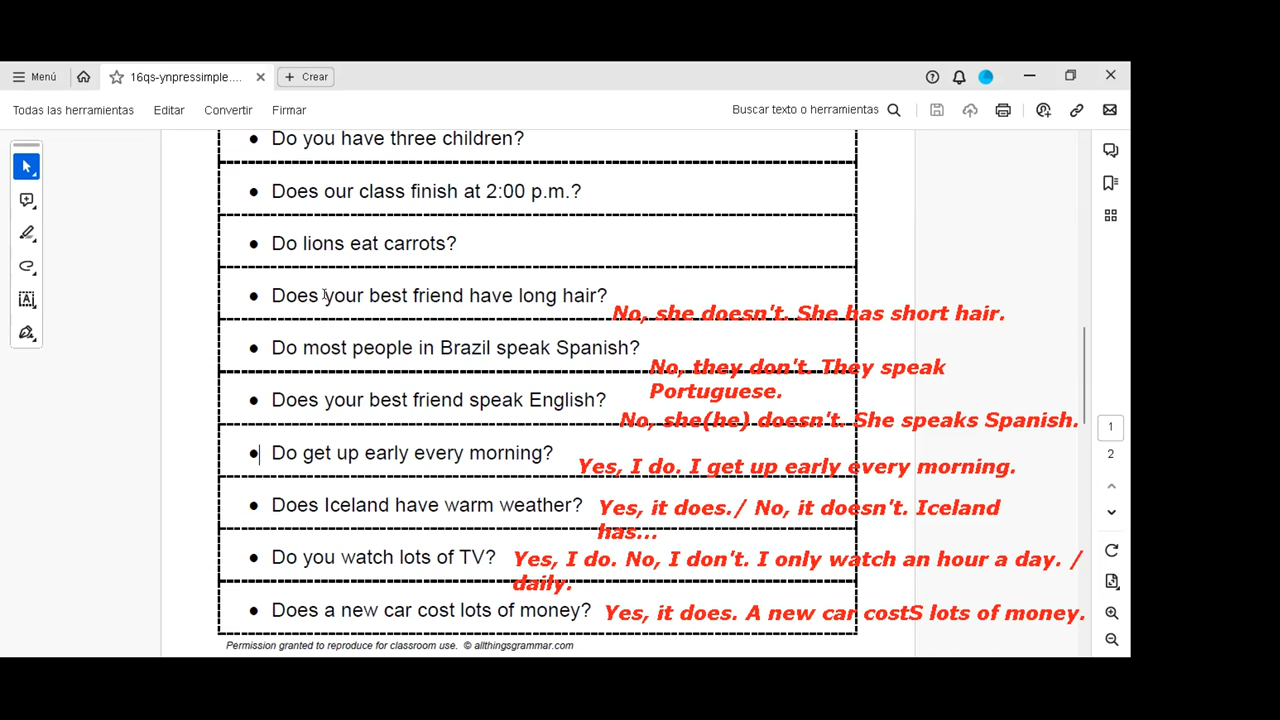 Menú
16qs-ynpressimple....
Crear
Todas las herramientas
Editar
Convertir
Firmar
Buscar texto o herramientas
• Do you have three children?
• Does our class finish at 2:00 p.m.?
• Do lions eat carrots?
• Does your best friend have long hair?
No, she doesn't. She has short hair.
• Do most people in Brazil speak Spanish?
No, they don't. They speak
Portuguese.
• Does your best friend speak English?
No, she(he) doesn't. She speaks Spanish.
• Do get up early every morning?
Yes, I do. I get up early every morning.
• Does Iceland have warm weather?
Yes, it does./ No, it doesn't. Iceland
has...
• Do you watch lots of TV?
Yes, I do. No, I don't. I only watch an hour a day. /
daily.
• Does a new car cost lots of money?
Yes, it does. A new car costS lots of money.
Permission granted to reproduce for classroom use. © allthingsgrammar.com
1
2